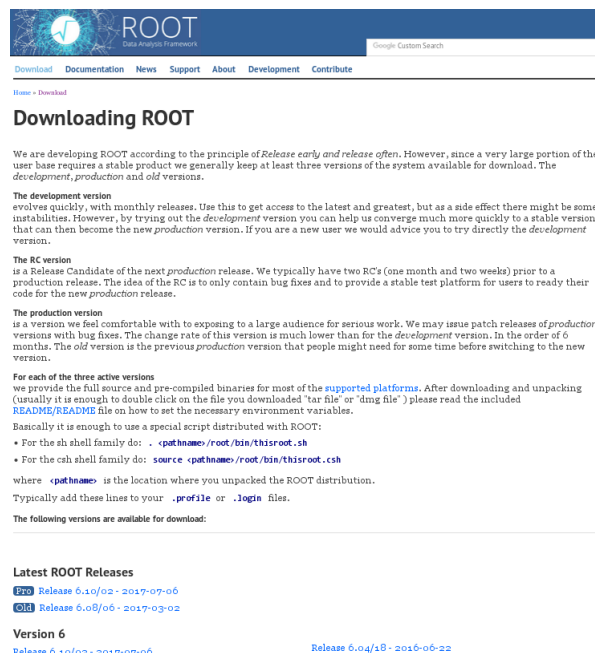 ROOT
Data Analysis Framework
Google Custom Search
Download Documentation News Support About Development Contribute
Home » Download
Downloading ROOT
We are developing ROOT according to the principle of Release early and release often. However, since a very large portion of the
user base requires a stable product we generally keep at least three versions of the system available for download. The
development, production and old versions.
The development version
evolves quickly, with monthly releases. Use this to get access to the latest and greatest, but as a side effect there might be some
instabilities. However, by trying out the development version you can help us converge much more quickly to a stable version
that can then become the new production version. If you are a new user we would advice you to try directly the development
version.
The RC version
is a Release Candidate of the next production release. We typically have two RC's (one month and two weeks) prior to a
production release. The idea of the RC is to only contain bug fixes and to provide a stable test platform for users to ready their
code for the new production release.
The production version
is a version we feel comfortable with to exposing to a large audience for serious work. We may issue patch releases of production
versions with bug fixes. The change rate of this version is much lower than for the development version. In the order of 6
months. The old version is the previous production version that people might need for some time before switching to the new
version.
For each of the three active versions
we provide the full source and pre-compiled binaries for most of the supported platforms. After downloading and unpacking
(usually it is enough to double click on the file you downloaded "tar file" or "dmg file" ) please read the included
README/README file on how to set the necessary environment variables.
Basically it is enough to use a special script distributed with ROOT:
• For the sh shell family do: . <pathname>/root/bin/thisroot.sh
• For the csh shell family do: source <pathname>/root/bin/thisroot.csh
where <pathname> is the location where you unpacked the ROOT distribution.
Typically add these lines to your .profile or .login files.
The following versions are available for download:
Latest ROOT Releases
Pro Release 6.10/02 - 2017-07-06
Old Release 6.08/06 - 2017-03-02
Version 6
Release 6.10/02 - 2017-07-06
Release 6.04/18 - 2016-06-22